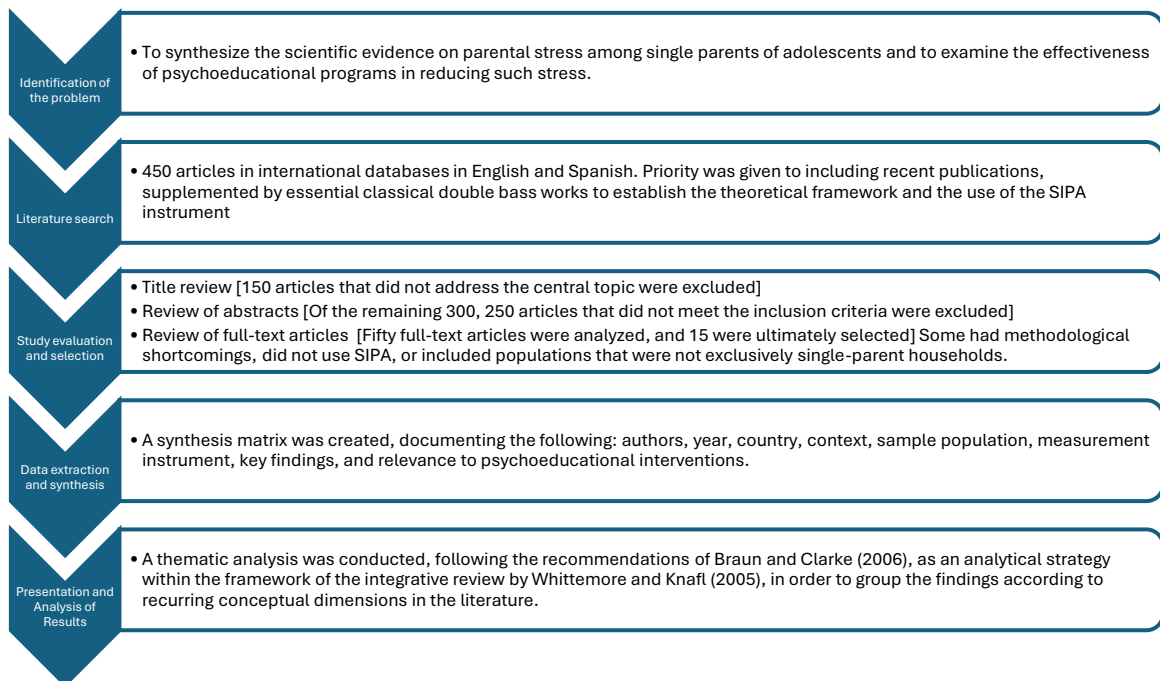 Identification of
the problem
• To synthesize the scientific evidence on parental stress among single parents of adolescents and to examine the effectiveness
of psychoeducational programs in reducing such stress.
Literature search
• 450 articles in international databases in English and Spanish. Priority was given to including recent publications,
supplemented by essential classical double bass works to establish the theoretical framework and the use of the SIPA
instrument
Study evaluation
and selection
• Title review [150 articles that did not address the central topic were excluded]
• Review of abstracts [Of the remaining 300, 250 articles that did not meet the inclusion criteria were excluded]
• Review of full-text articles [Fifty full-text articles were analyzed, and 15 were ultimately selected] Some had methodological
shortcomings, did not use SIPA, or included populations that were not exclusively single-parent households.
Data extraction
and synthesis
• A synthesis matrix was created, documenting the following: authors, year, country, context, sample population, measurement
instrument, key findings, and relevance to psychoeducational interventions.
Presentation and
Analysis of
Results
• A thematic analysis was conducted, following the recommendations of Braun and Clarke (2006), as an analytical strategy
within the framework of the integrative review by Whittemore and Knafl (2005), in order to group the findings according to
recurring conceptual dimensions in the literature.